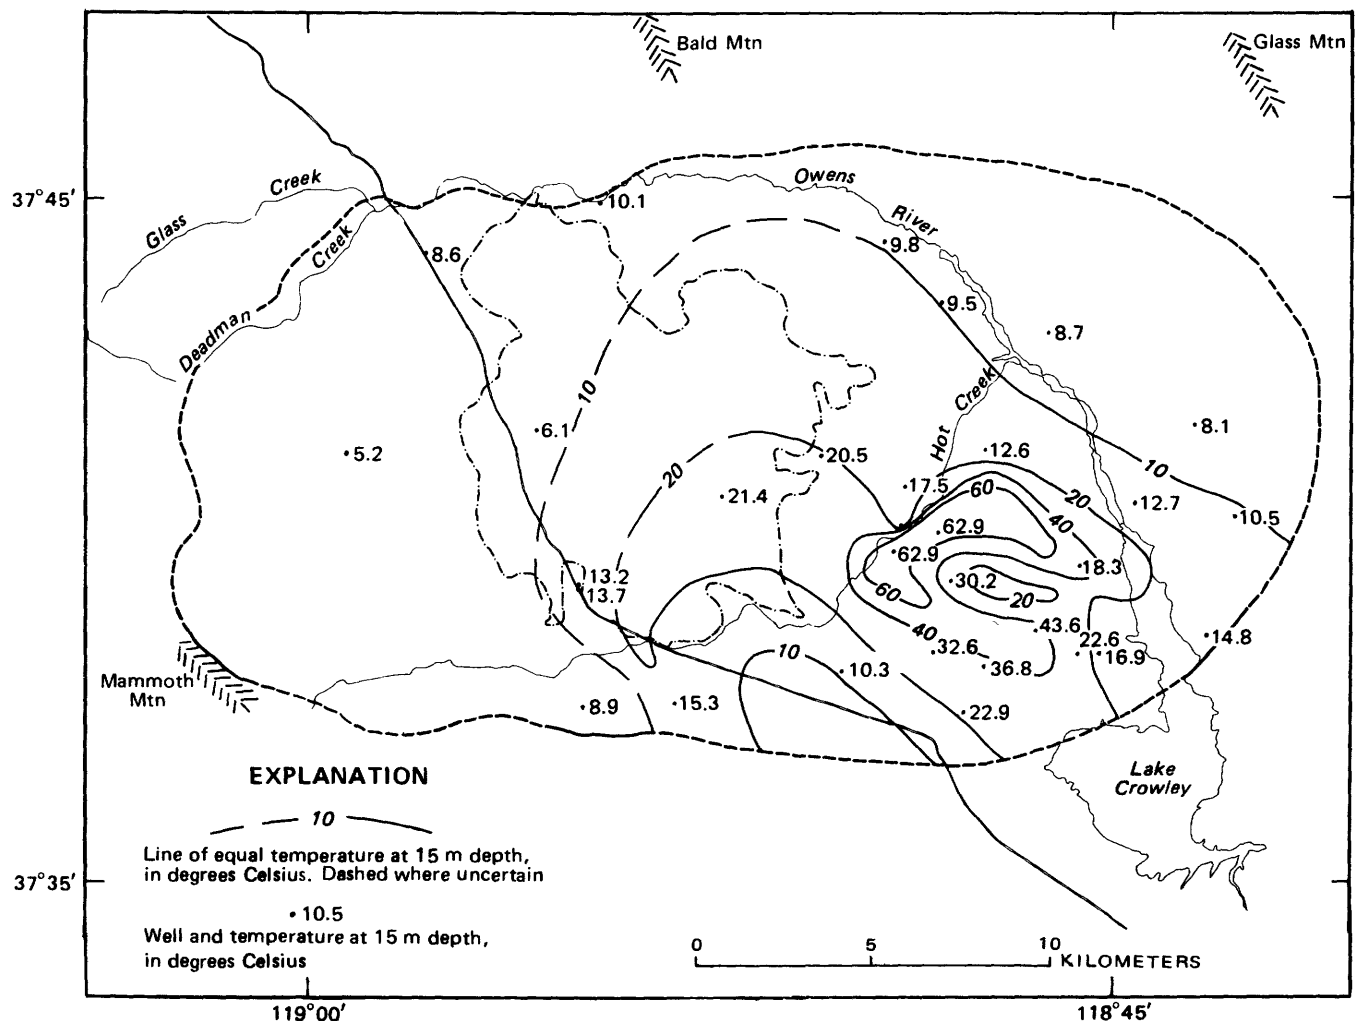 Bald Mtn
Glass Mtn
37°45′
Glass Creek
Owens River
10.1
8.6
9.8
Deadman Creek
9.5
8.7
10
Hot Creek
8.1
6.1
5.2
20
20.5
12.6
10
21.4
17.5
60
20
12.7
10.5
40
62.9
62.9
18.3
13.2
30.2
13.7
60
20
43.6
14.8
40
32.6
22.6
16.9
10
10.3
36.8
Mammoth
Mtn
8.9
15.3
22.9
EXPLANATION
Lake
Crowley
10
Line of equal temperature at 15 m depth,
in degrees Celsius. Dashed where uncertain
37°35′
10.5
Well and temperature at 15 m depth,
in degrees Celsius
0 5 10
KILOMETERS
119°00′ 118°45′